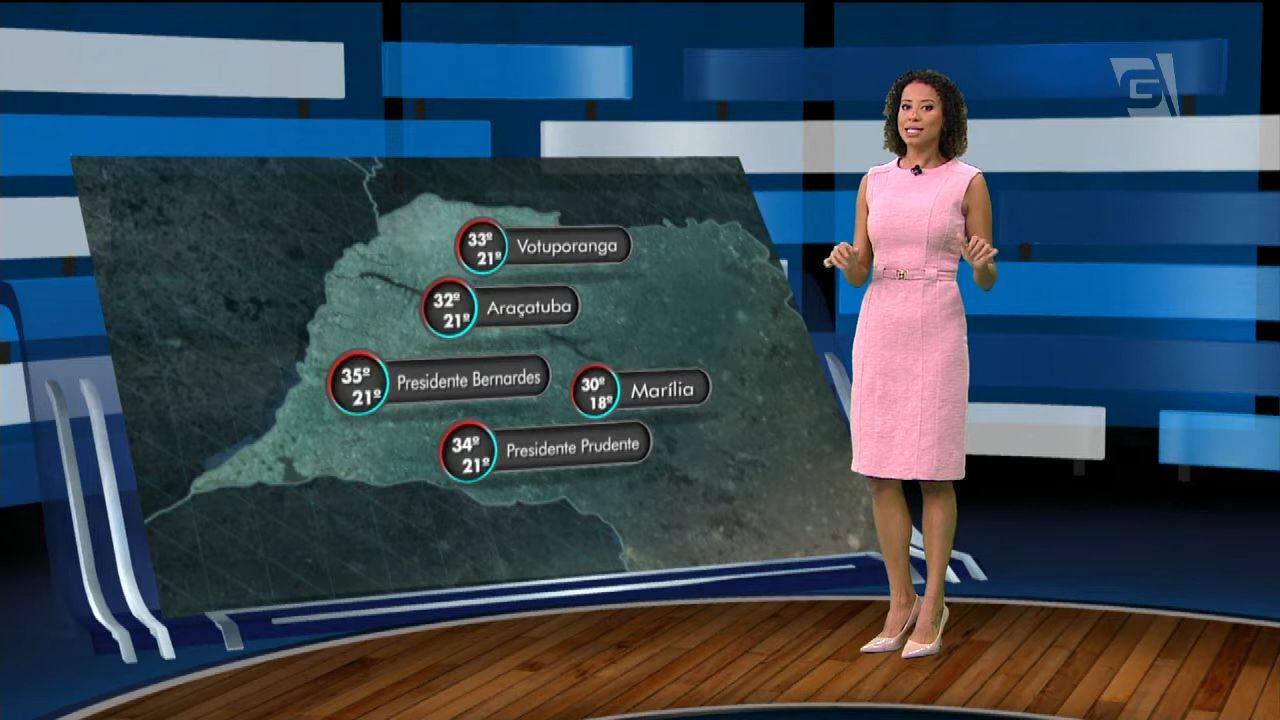 33º
21º
Votuporanga
32º
21º
Araçatuba
35º
21º
Presidente Bernardes
30º
18º
Marília
34º
21º
Presidente Prudente
G